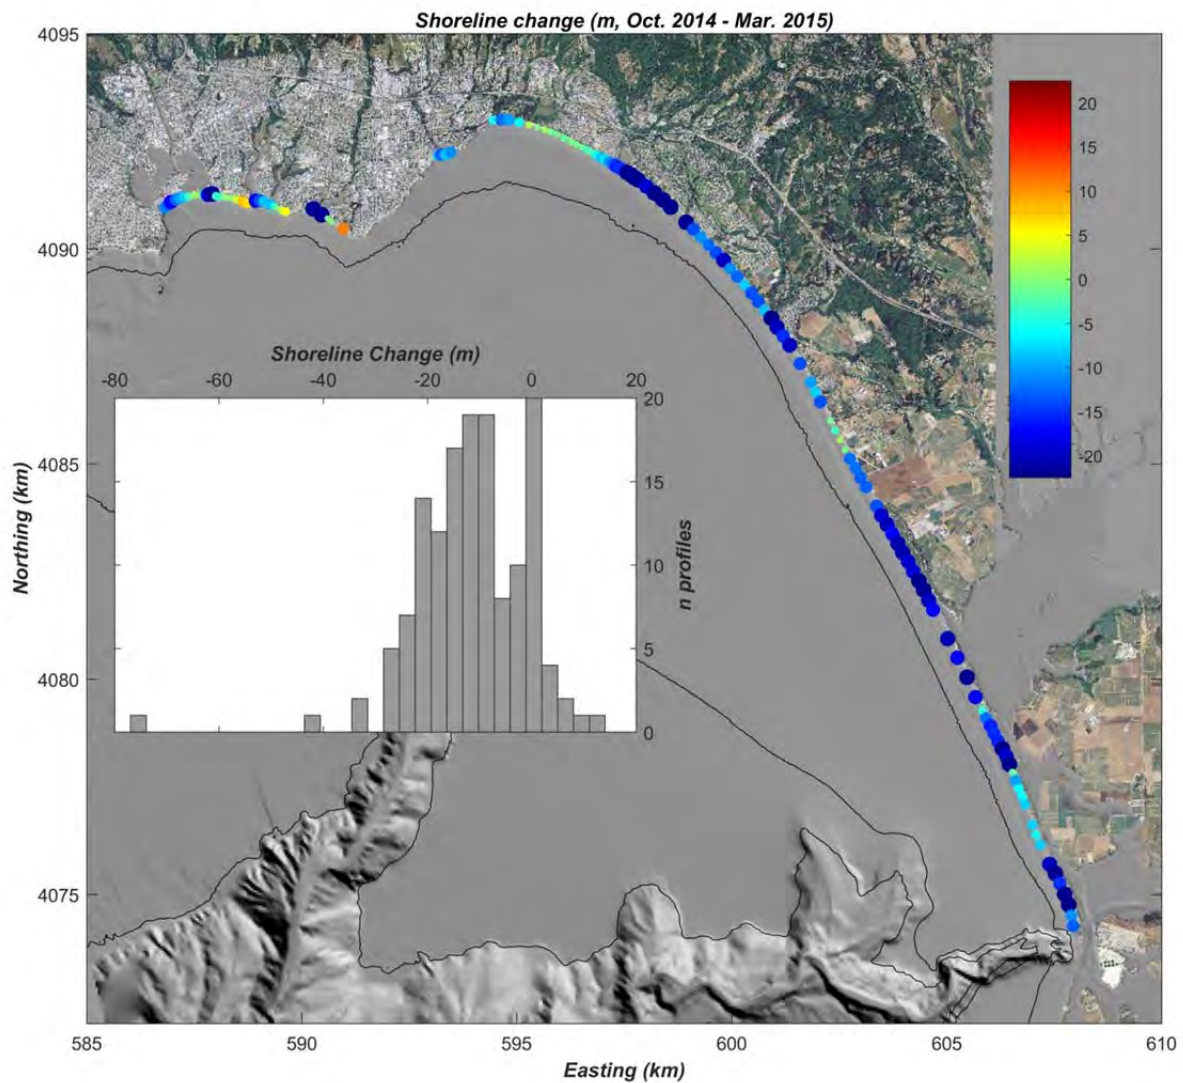 Shoreline change (m, Oct. 2014 - Mar. 2015)
4095
4090
4085
4080
4075
Northing (km)
20
15
10
5
0
-5
-10
-15
-20
Shoreline Change (m)
-80 -60 -40 -20 0 20
20
15
10
5
0
n profiles
585 590 595 600 605 610
Easting (km)